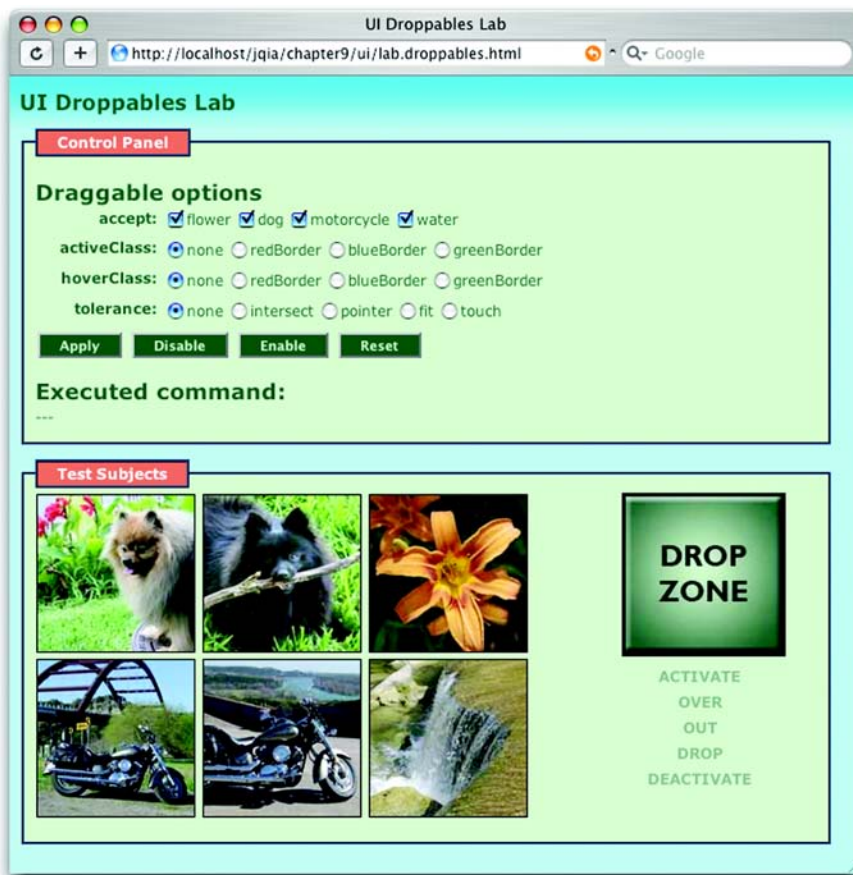 UI Droppables Lab
http://localhost/jqia/chapter9/ui/lab.droppables.html
Google
UI Droppables Lab
Control Panel
Draggable options
accept: flower dog motorcycle water
activeClass: none redBorder blueBorder greenBorder
hoverClass: none redBorder blueBorder greenBorder
tolerance: none intersect pointer fit touch
Apply Disable Enable Reset
Executed command:
---
Test Subjects
DROP
ZONE
ACTIVATE
OVER
OUT
DROP
DEACTIVATE